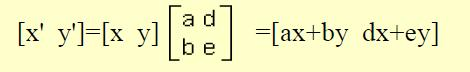 [x' y']=[x y] [a d
b e] =[ax+by dx+ey]